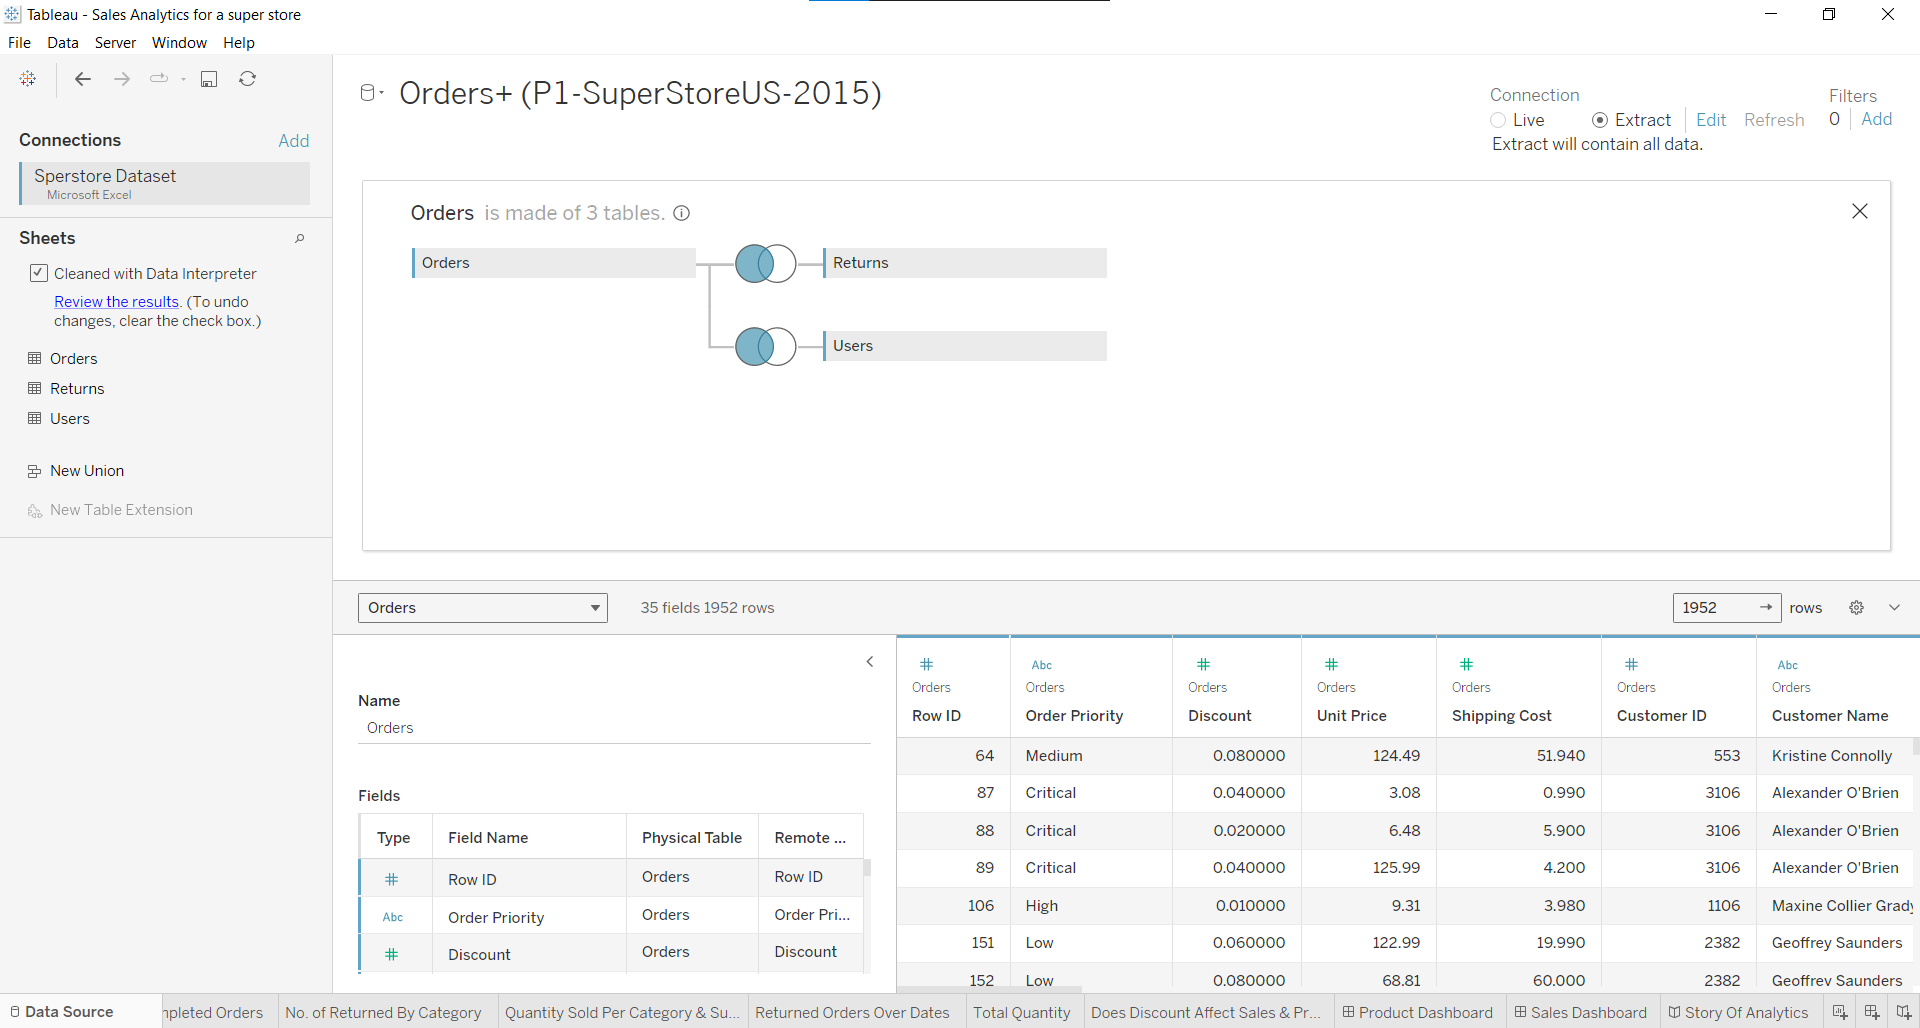 Tableau - Sales Analytics for a super store
File Data Server Window Help
Connections Add
Sperstore Dataset
Microsoft Excel
Sheets
Cleaned with Data Interpreter
Review the results. (To undo
changes, clear the check box.)
Orders
Returns
Users
New Union
New Table Extension
Orders+ (P1-SuperStoreUS-2015)
Connection
Live Extract Edit Refresh
Extract will contain all data.
Filters
0 Add
Orders is made of 3 tables.
Orders
Returns
Users
Orders 35 fields 1952 rows 1952 → rows
Name
Orders
Fields
Type Field Name Physical Table Remote ...
# Row ID Orders Row ID
Abc Order Priority Orders Order Pri...
# Discount Orders Discount
# Abc # # # # Abc
Orders Orders Orders Orders Orders Orders Orders
Row ID Order Priority Discount Unit Price Shipping Cost Customer ID Customer Name
64 Medium 0.080000 124.49 51.940 553 Kristine Connolly
87 Critical 0.040000 3.08 0.990 3106 Alexander O'Brien
88 Critical 0.020000 6.48 5.900 3106 Alexander O'Brien
89 Critical 0.040000 125.99 4.200 3106 Alexander O'Brien
106 High 0.010000 9.31 3.980 1106 Maxine Collier Grady
151 Low 0.060000 122.99 19.990 2382 Geoffrey Saunders
152 Low 0.080000 68.81 60.000 2382 Geoffrey Saunders
Data Source mpleted Orders No. of Returned By Category Quantity Sold Per Category & Su... Returned Orders Over Dates Total Quantity Does Discount Affect Sales & Pr... Product Dashboard Sales Dashboard Story Of Analytics